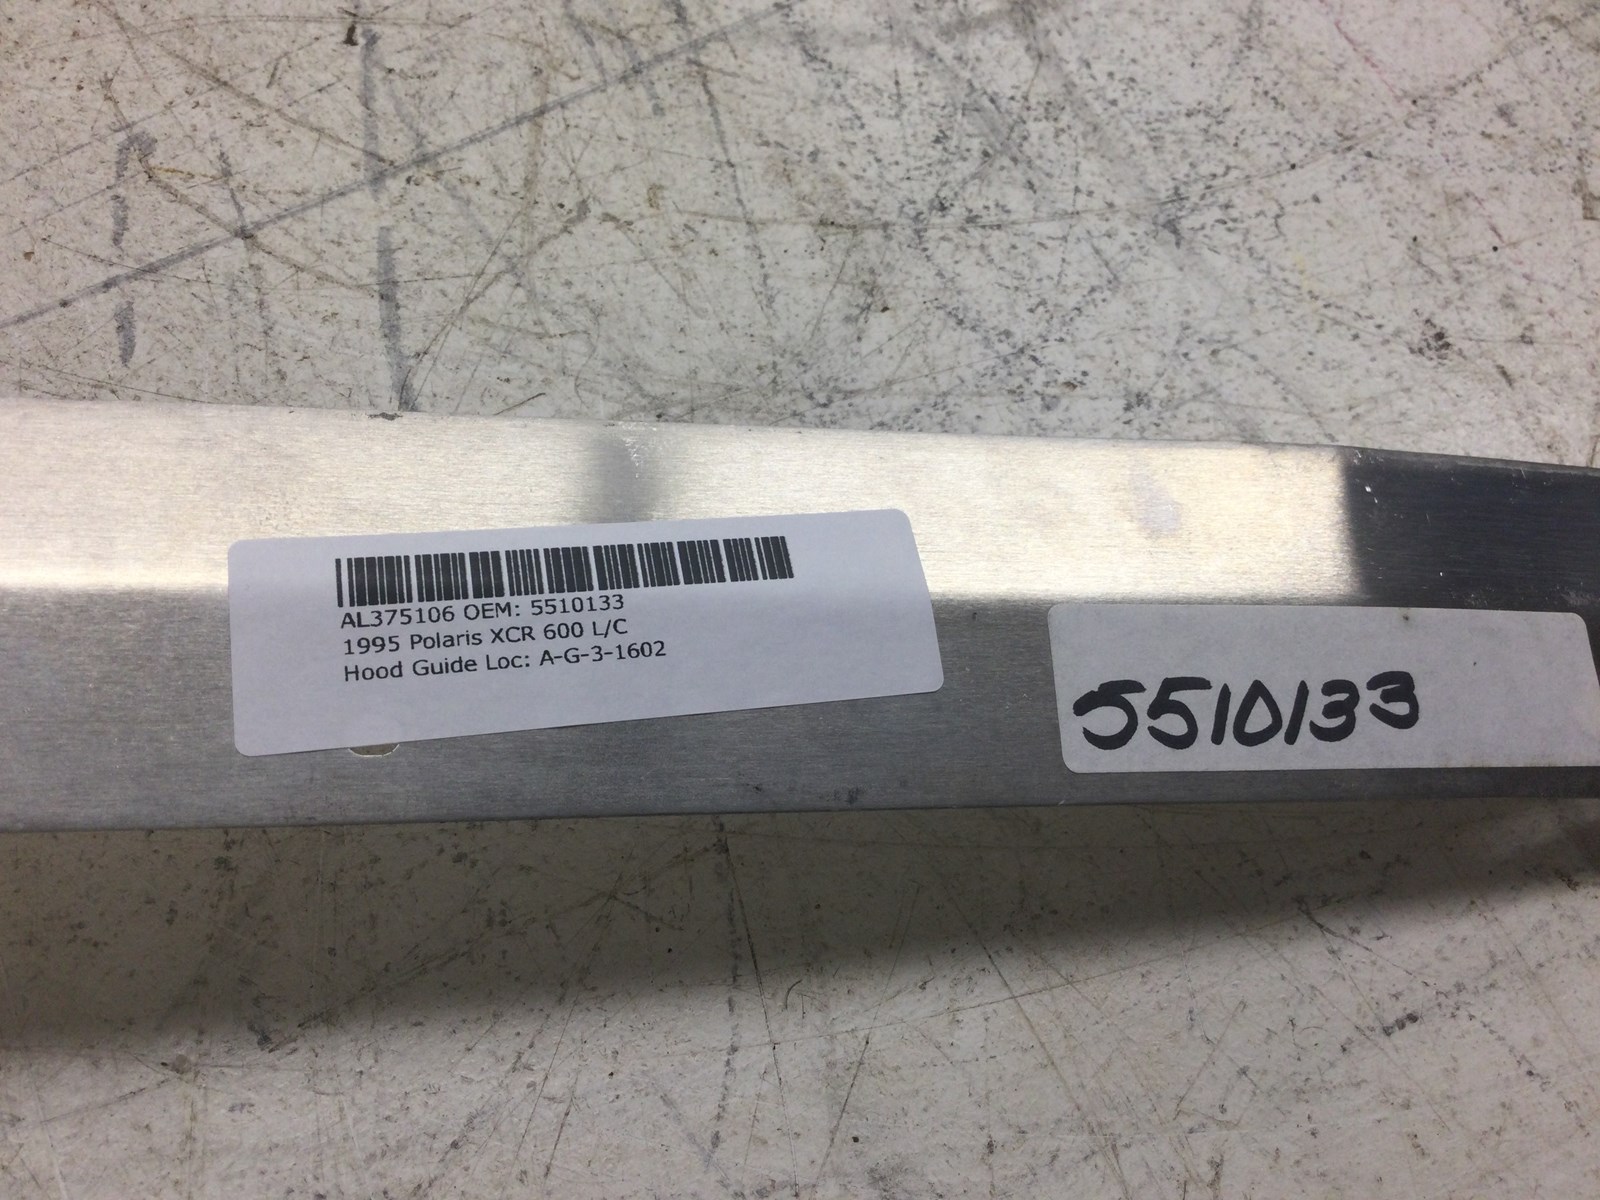 AL375106 OEM: 5510133
1995 Polaris XCR 600 L/C
Hood Guide Loc: A-G-3-1602
5510133